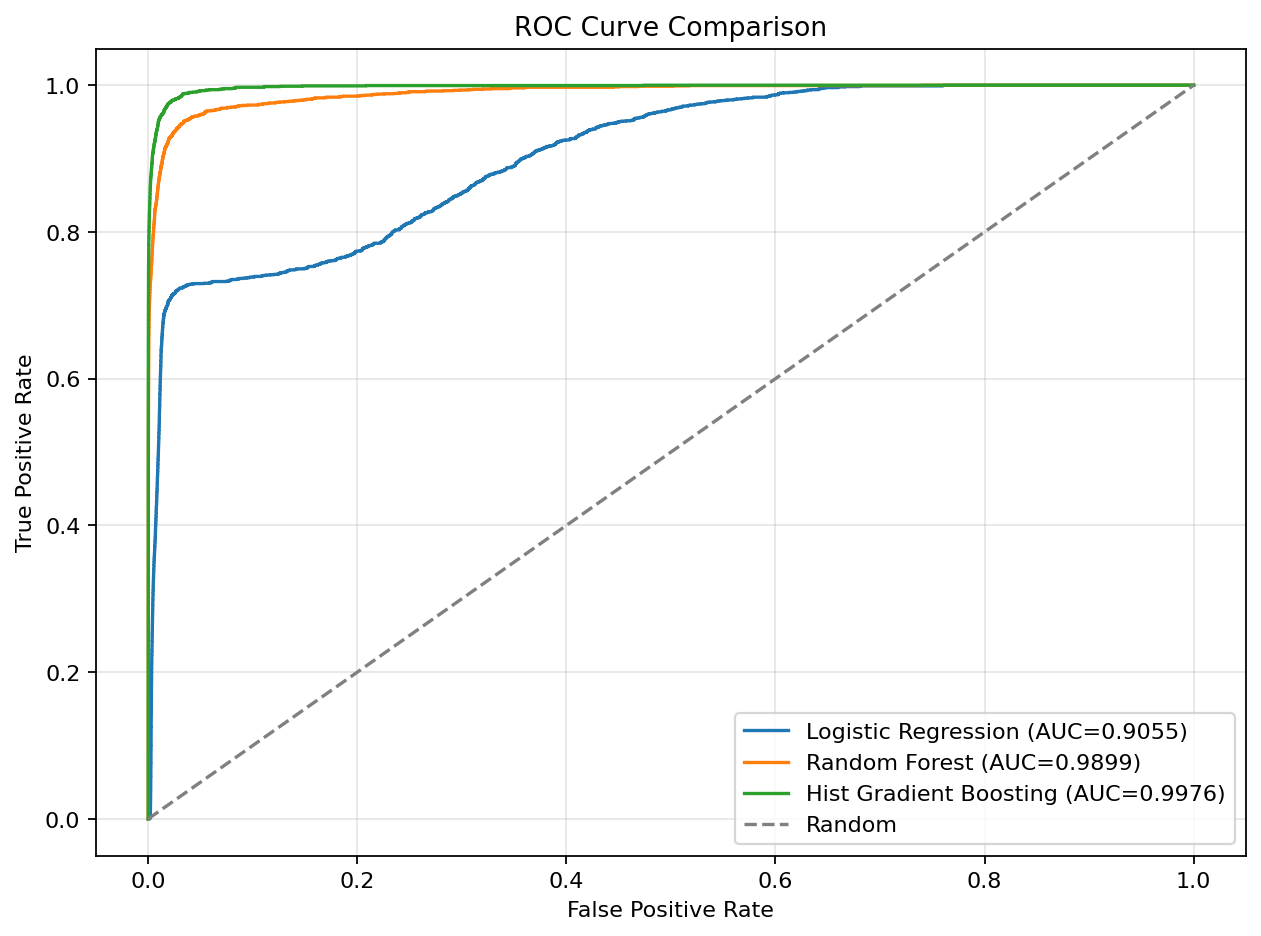 ROC Curve Comparison
True Positive Rate
1.0
0.8
0.6
0.4
0.2
0.0
0.0 0.2 0.4 0.6 0.8 1.0
False Positive Rate
Logistic Regression (AUC=0.9055)
Random Forest (AUC=0.9899)
Hist Gradient Boosting (AUC=0.9976)
Random